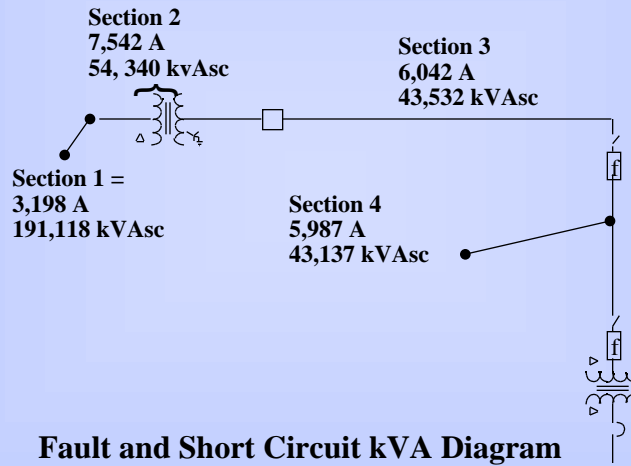 Section 2
7,542 A
54, 340 kvAsc
Section 3
6,042 A
43,532 kVAsc
f
Section 1 =
3,198 A
191,118 kVAsc
Section 4
5,987 A
43,137 kVAsc
f
Fault and Short Circuit kVA Diagram